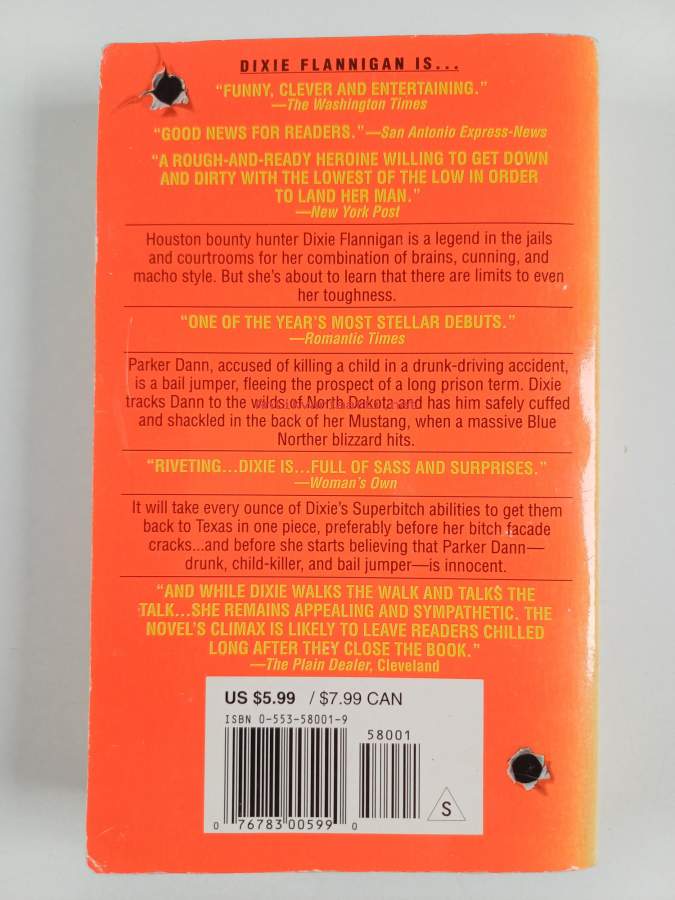 DIXIE FLANNIGAN IS...
"FUNNY, CLEVER AND ENTERTAINING."
—The Washington Times
"GOOD NEWS FOR READERS."—San Antonio Express-News
"A ROUGH-AND-READY HEROINE WILLING TO GET DOWN
AND DIRTY WITH THE LOWEST OF THE LOW IN ORDER
TO LAND HER MAN."
—New York Post
Houston bounty hunter Dixie Flannigan is a legend in the jails
and courtrooms for her combination of brains, cunning, and
macho style. But she's about to learn that there are limits to even
her toughness.
"ONE OF THE YEAR'S MOST STELLAR DEBUTS."
—Romantic Times
Parker Dann, accused of killing a child in a drunk-driving accident,
is a bail jumper, fleeing the prospect of a long prison term. Dixie
tracks Dann to the wilds of North Dakota and has him safely cuffed
and shackled in the back of her Mustang, when a massive Blue
Norther blizzard hits.
"RIVETING...DIXIE IS...FULL OF SASS AND SURPRISES."
—Woman's Own
It will take every ounce of Dixie's Superbitch abilities to get them
back to Texas in one piece, preferably before her bitch facade
cracks...and before she starts believing that Parker Dann—
drunk, child-killer, and bail jumper—is innocent.
"AND WHILE DIXIE WALKS THE WALK AND TALKS THE
TALK...SHE REMAINS APPEALING AND SYMPATHETIC. THE
NOVEL'S CLIMAX IS LIKELY TO LEAVE READERS CHILLED
LONG AFTER THEY CLOSE THE BOOK."
—The Plain Dealer, Cleveland
US $5.99 / $7.99 CAN
ISBN 0-553-58001-9
58001
0 76783 00599 0
S